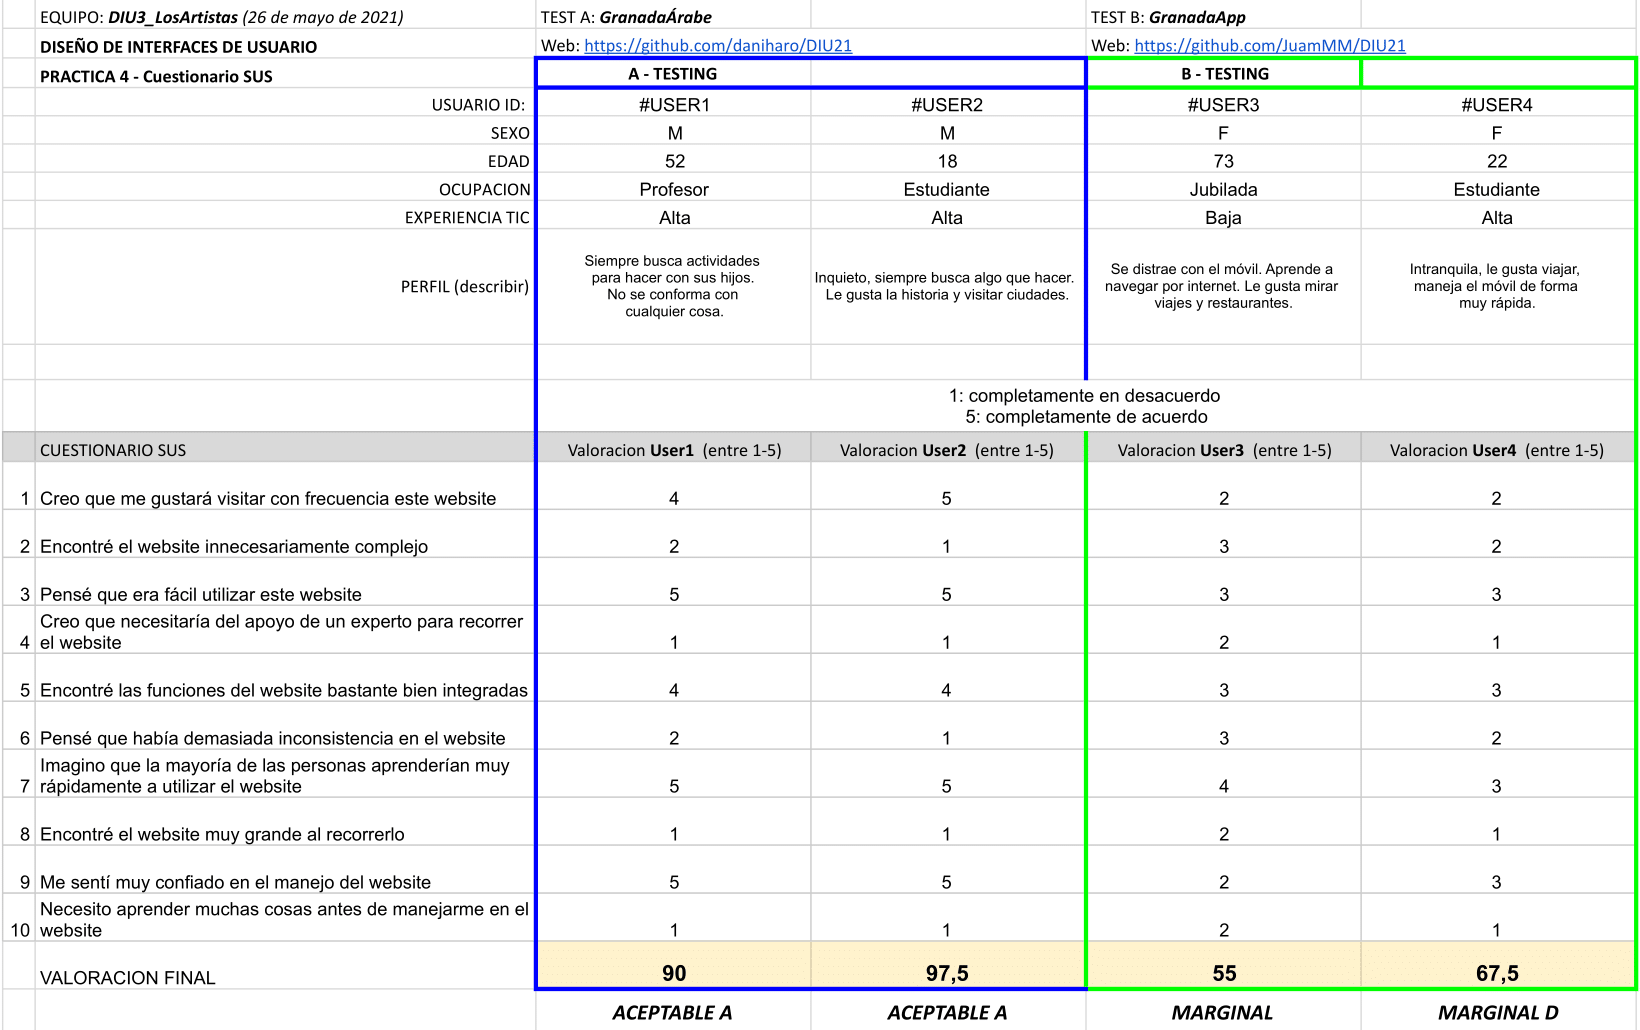 EQUIPO: DIU3_LosArtistas (26 de mayo de 2021) TEST A: GranadaÁrabe TEST B: GranadaApp
DISEÑO DE INTERFACES DE USUARIO Web: https://github.com/daniharo/DIU21 Web: https://github.com/JuamMM/DIU21
PRACTICA 4 - Cuestionario SUS A - TESTING B - TESTING
USUARIO ID: #USER1 #USER2 #USER3 #USER4
SEXO M M F F
EDAD 52 18 73 22
OCUPACION Profesor Estudiante Jubilada Estudiante
EXPERIENCIA TIC Alta Alta Baja Alta
PERFIL (describir)
Siempre busca actividades
para hacer con sus hijos.
No se conforma con
cualquier cosa.
Inquieto, siempre busca algo que hacer.
Le gusta la historia y visitar ciudades.
Se distrae con el móvil. Aprende a
navegar por internet. Le gusta mirar
viajes y restaurantes.
Intranquila, le gusta viajar,
maneja el móvil de forma
muy rápida.
1: completamente en desacuerdo
5: completamente de acuerdo
CUESTIONARIO SUS Valoracion User1 (entre 1-5) Valoracion User2 (entre 1-5) Valoracion User3 (entre 1-5) Valoracion User4 (entre 1-5)
1 Creo que me gustará visitar con frecuencia este website 4 5 2 2
2 Encontré el website innecesariamente complejo 2 1 3 2
3 Pensé que era fácil utilizar este website 5 5 3 3
Creo que necesitaría del apoyo de un experto para recorrer
4 el website 1 1 2 1
5 Encontré las funciones del website bastante bien integradas 4 4 3 3
6 Pensé que había demasiada inconsistencia en el website 2 1 3 2
Imagino que la mayoría de las personas aprenderían muy
7 rápidamente a utilizar el website 5 5 4 3
8 Encontré el website muy grande al recorrerlo 1 1 2 1
9 Me sentí muy confiado en el manejo del website 5 5 2 3
Necesito aprender muchas cosas antes de manejarme en el
10 website 1 1 2 1
VALORACION FINAL 90 97,5 55 67,5
ACEPTABLE A ACEPTABLE A MARGINAL MARGINAL D